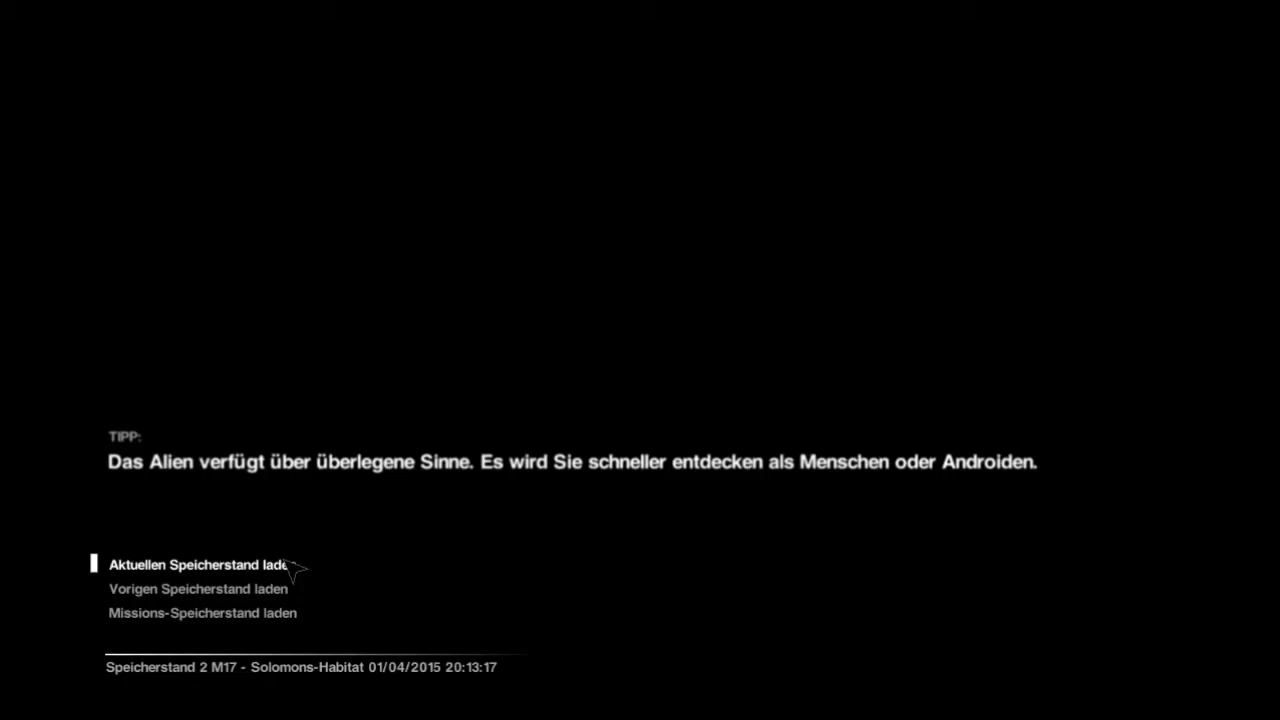 TIPP:
Das Alien verfügt über überlegene Sinne. Es wird Sie schneller entdecken als Menschen oder Androiden.
Aktuellen Speicherstand laden
Vorigen Speicherstand laden
Missions-Speicherstand laden
Speicherstand 2 M17 - Solomons-Habitat 01/04/2015 20:13:17